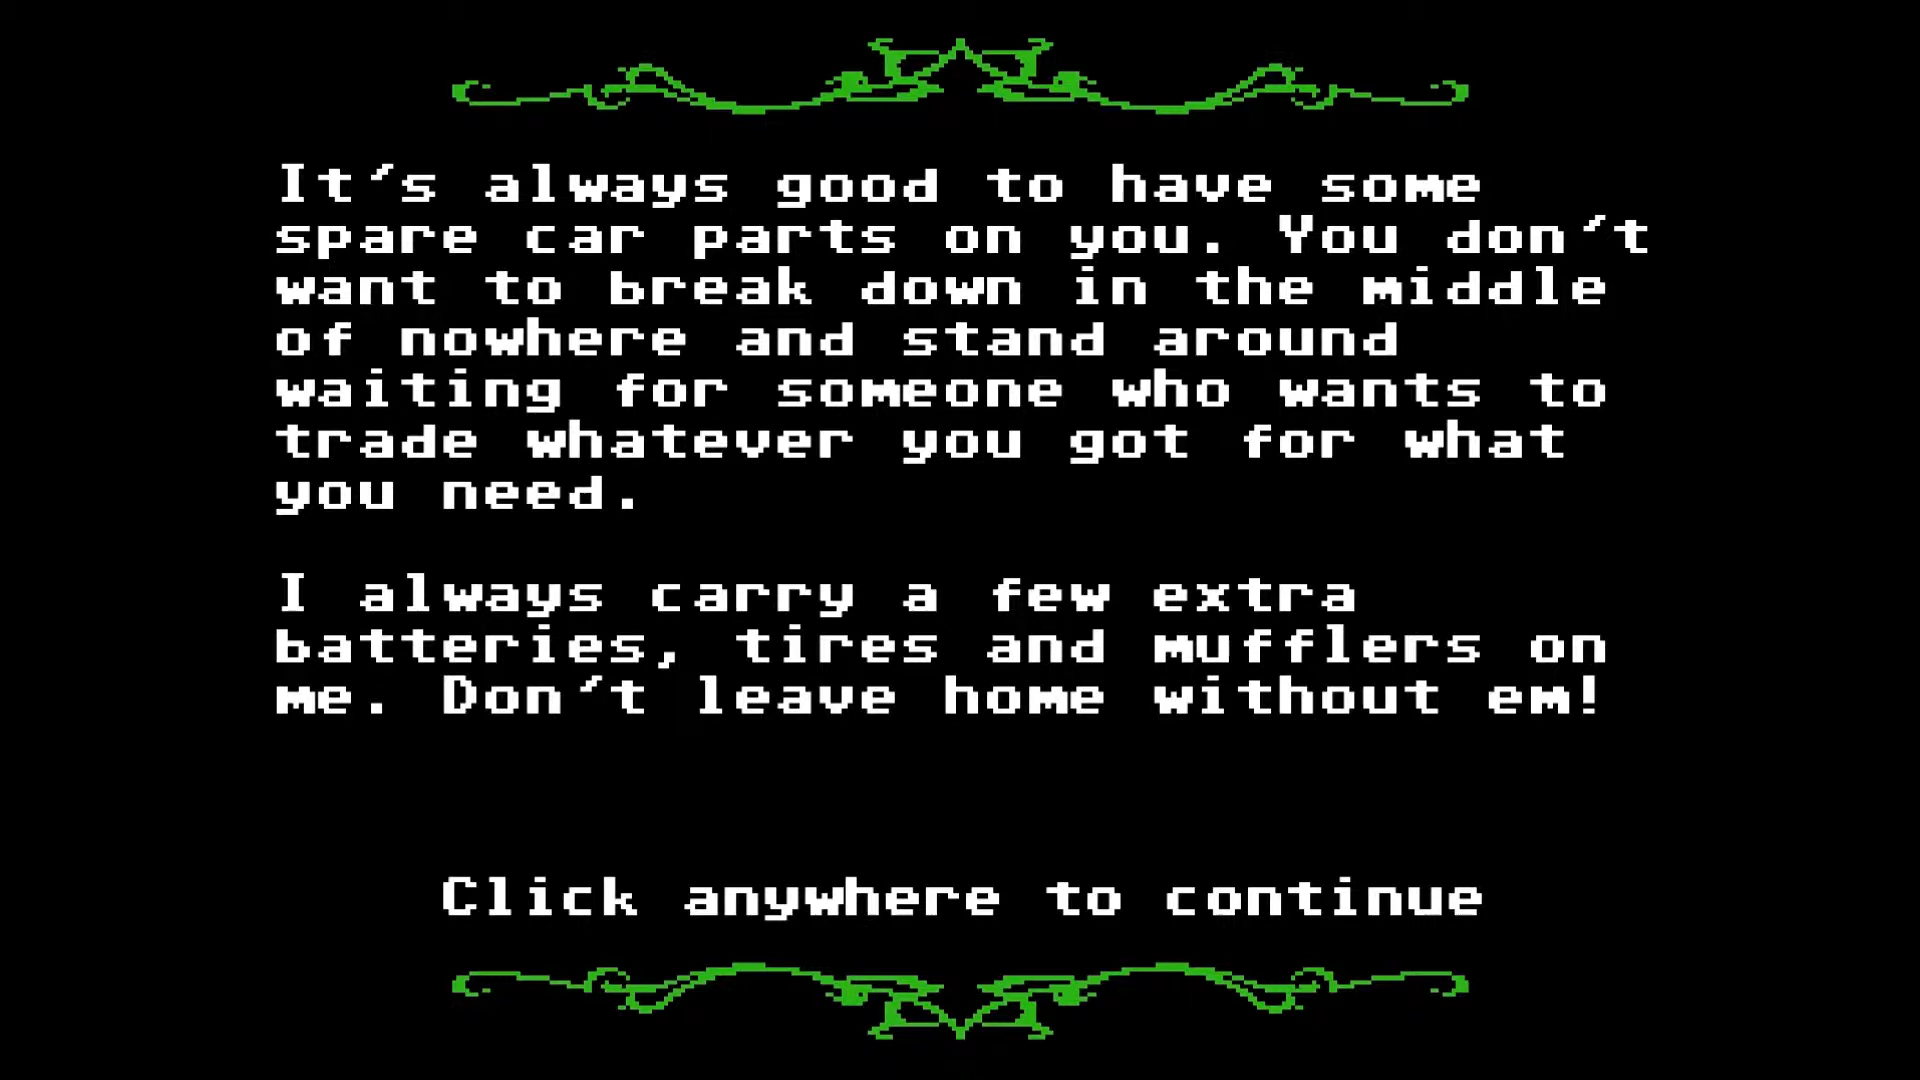 It's always good to have some
spare car parts on you. You don't
want to break down in the middle
of nowhere and stand around
waiting for someone who wants to
trade whatever you got for what
you need.
I always carry a few extra
batteries, tires and mufflers on
me. Don't leave home without em!
Click anywhere to continue